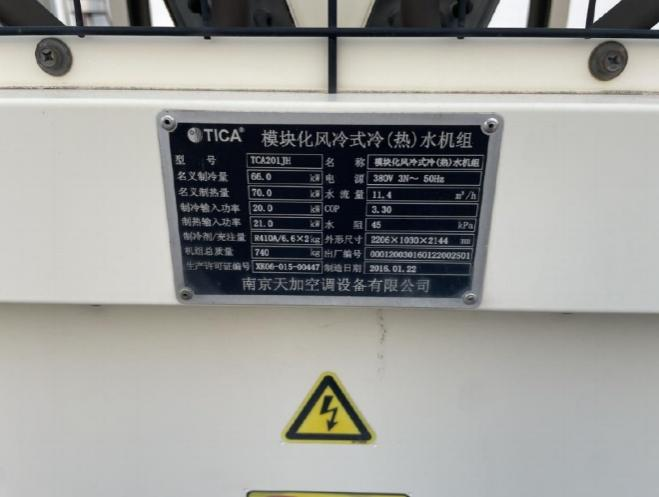 TICA® 模块化风冷式冷(热)水机组
型号 TCA201JH 名称 模块化风冷式冷(热)水机组
名义制冷量 66.0 kW 电源 380V 3N~ 50Hz
名义制热量 70.0 kW 水流量 11.4 m³/h
制冷输入功率 20.0 kW COP 3.30
制热输入功率 21.0 kW 水阻 45 kPa
制冷剂/充注量 R410A/6.6×2 kg 外形尺寸 2206×1030×2144 mm
机组总质量 740 kg 出厂编号 000120030160122002S01
生产许可证编号 XK06-015-00447 制造日期 2016.01.22
南京天加空调设备有限公司